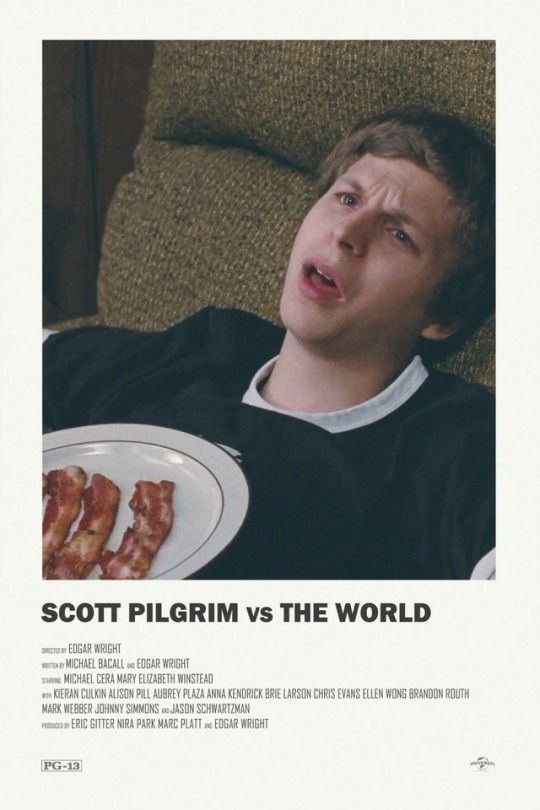 SCOTT PILGRIM vs THE WORLD
DIRECTED BY EDGAR WRIGHT
WRITTEN BY MICHAEL BACALL AND EDGAR WRIGHT
STARRING MICHAEL CERA MARY ELIZABETH WINSTEAD
WITH KIERAN CULKIN ALISON PILL AUBREY PLAZA ANNA KENDRICK BRIE LARSON CHRIS EVANS ELLEN WONG BRANDON ROUTH
MARK WEBBER JOHNNY SIMMONS AND JASON SCHWARTZMAN
PRODUCED BY ERIC GITTER NIRA PARK MARC PLATT AND EDGAR WRIGHT
PG-13
UNIVERSAL